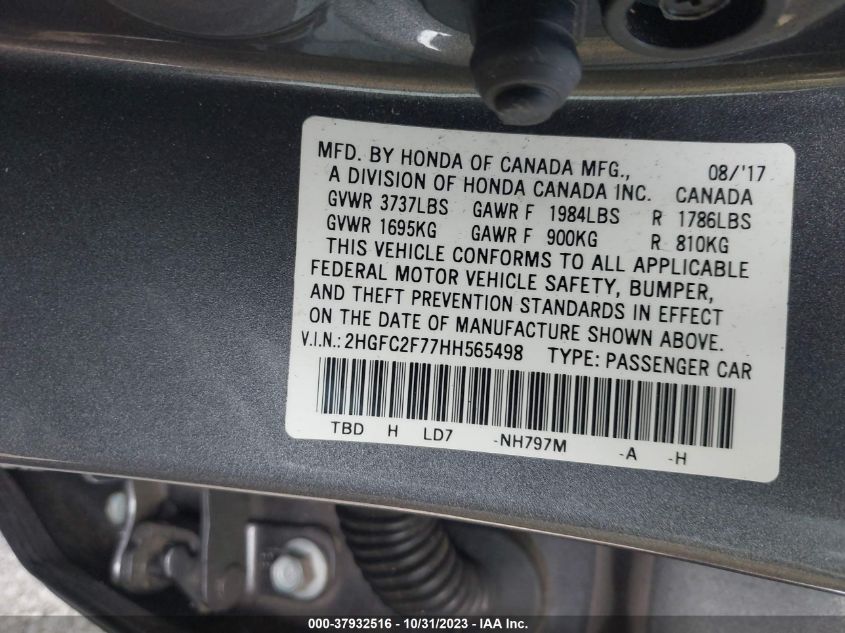 MFD. BY HONDA OF CANADA MFG., 08/'17
A DIVISION OF HONDA CANADA INC. CANADA
GVWR 3737LBS GAWR F 1984LBS R 1786LBS
GVWR 1695KG GAWR F 900KG R 810KG
THIS VEHICLE CONFORMS TO ALL APPLICABLE
FEDERAL MOTOR VEHICLE SAFETY, BUMPER,
AND THEFT PREVENTION STANDARDS IN EFFECT
ON THE DATE OF MANUFACTURE SHOWN ABOVE.
V.I.N.: 2HGFC2F77HH565498 TYPE: PASSENGER CAR
TBD H LD7 -NH797M -A -H
000-37932516 - 10/31/2023 - IAA Inc.